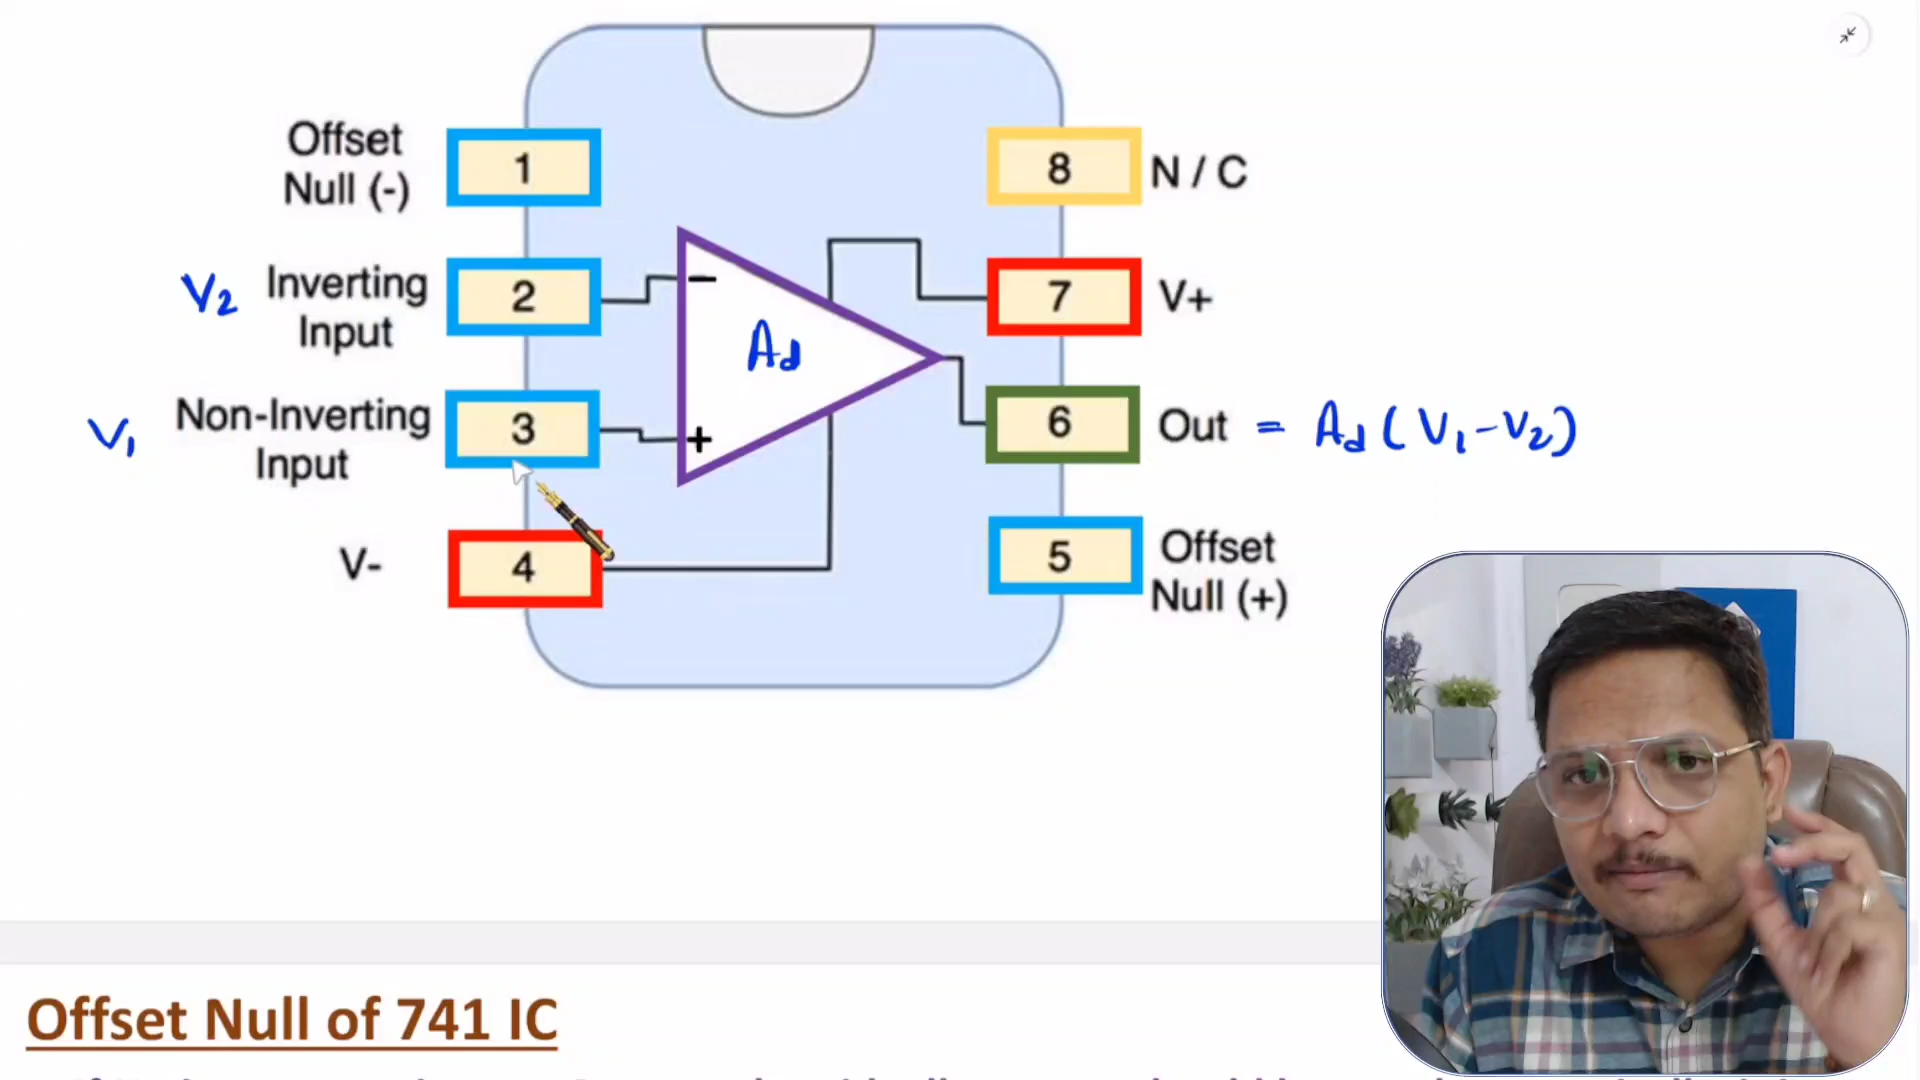 Offset
Null (-)
1
8
N / C
V2
Inverting
Input
2
−
7
V+
Ad
V1
Non-Inverting
Input
3
+
6
Out = Ad (V1-V2)
V-
4
5
Offset
Null (+)
Offset Null of 741 IC